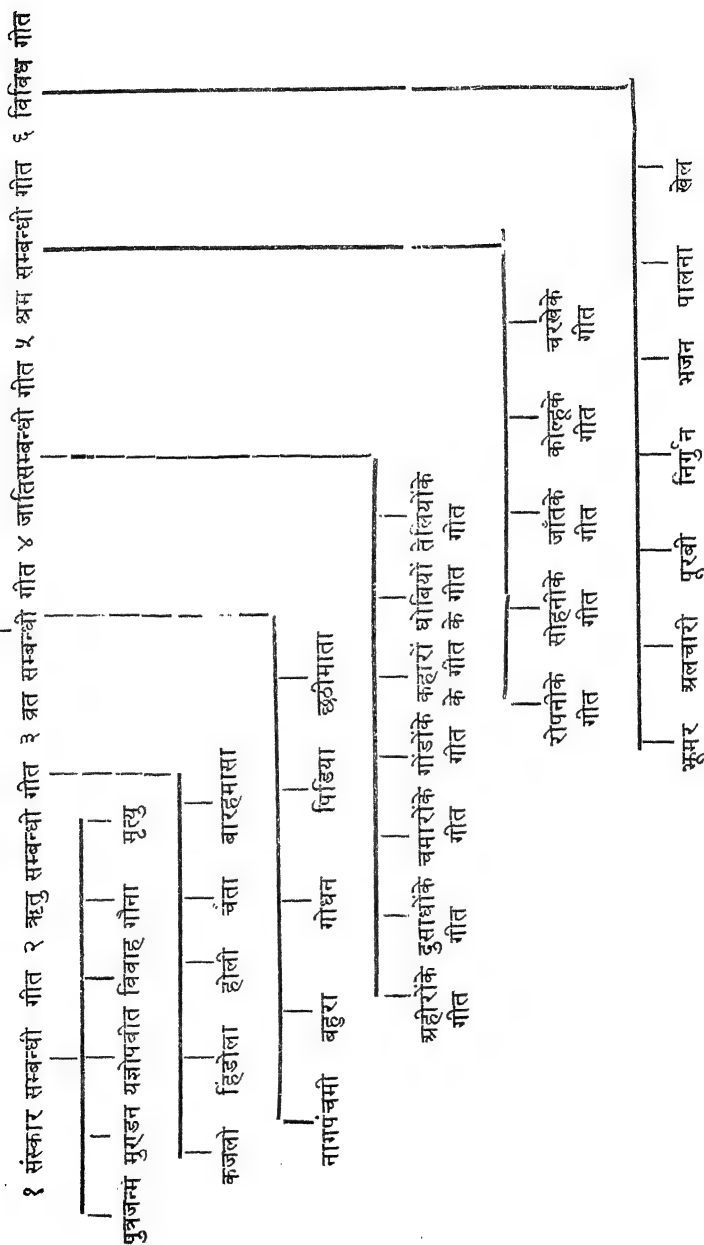 १ संस्कार सम्बन्धी गीत २ ऋतु सम्बन्धी गीत ३ व्रत सम्बन्धी गीत ४ जातिसम्बन्धी गीत ५ श्रम सम्बन्धी गीत ६ विविध गीत
पुत्रजन्म मुराडन यज्ञोपवीत विवाह गौना मृत्यु
कजली हिंडोला होली चैता बारहमासा
नागपंचमी बहुरा गोधन पिंडिया छठीमाता
अहीरोंके दुसाधोंके चमारोंके गोंडोंके कहारों धोबियों तेलियोंके
गीत गीत गीत गीत के गीत के गीत गीत
रोपनीके सोहनीके जाँतके कोल्हूके चरखेके
गीत गीत गीत गीत गीत
झूमर अलचारी पूरबी निर्गुन भजन पालना खेल